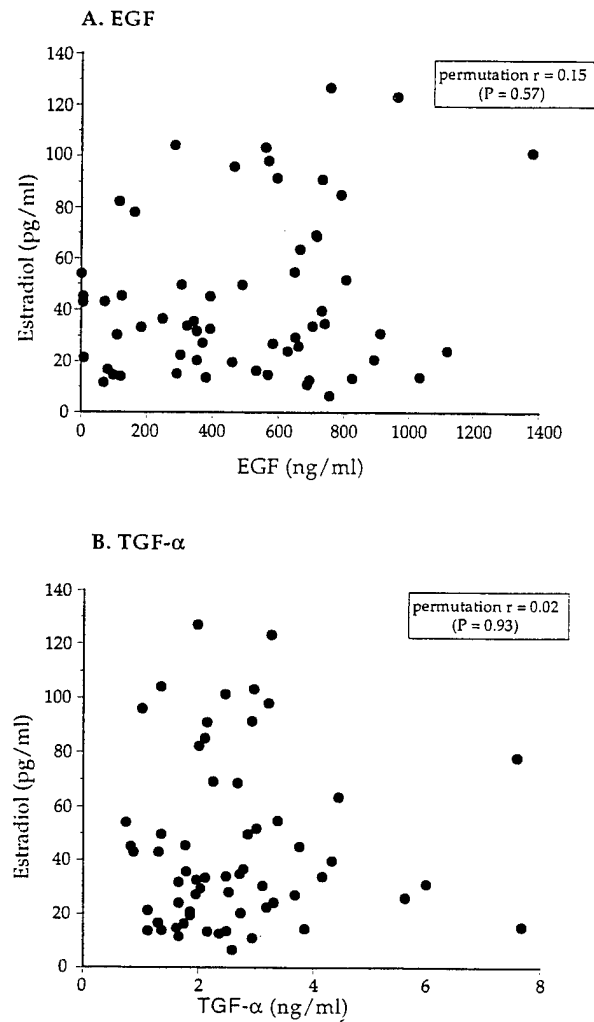 A. EGF
permutation r = 0.15
(P = 0.57)
140
120
100
80
60
40
20
0
Estradiol (pg/ml)
0 200 400 600 800 1000 1200 1400
EGF (ng/ml)
B. TGF-α
permutation r = 0.02
(P = 0.93)
140
120
100
80
60
40
20
0
Estradiol (pg/ml)
0 2 4 6 8
TGF-α (ng/ml)